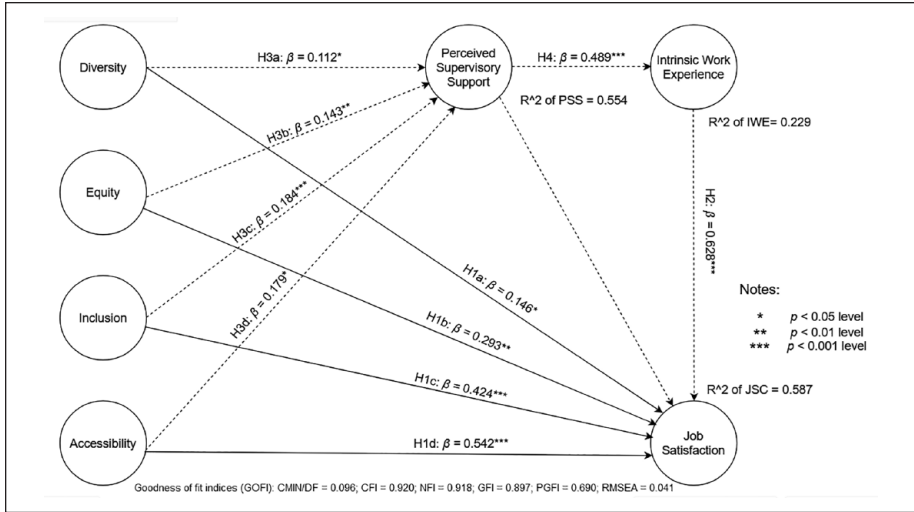 Diversity
H3a: β = 0.112*
Perceived
Supervisory
Support
H4: β = 0.489***
Intrinsic Work
Experience
R^2 of PSS = 0.554
R^2 of IWE= 0.229
H3b: β = 0.143**
Equity
H3c: β = 0.184***
H2: β = 0.628***
H3d: β = 0.179*
H1a: β = 0.146*
Notes:
* p < 0.05 level
** p < 0.01 level
*** p < 0.001 level
Inclusion
H1b: β = 0.293**
H1c: β = 0.424***
R^2 of JSC = 0.587
Accessibility
H1d: β = 0.542***
Job
Satisfaction
Goodness of fit indices (GOFI): CMIN/DF = 0.096; CFI = 0.920; NFI = 0.918; GFI = 0.897; PGFI = 0.690; RMSEA = 0.041